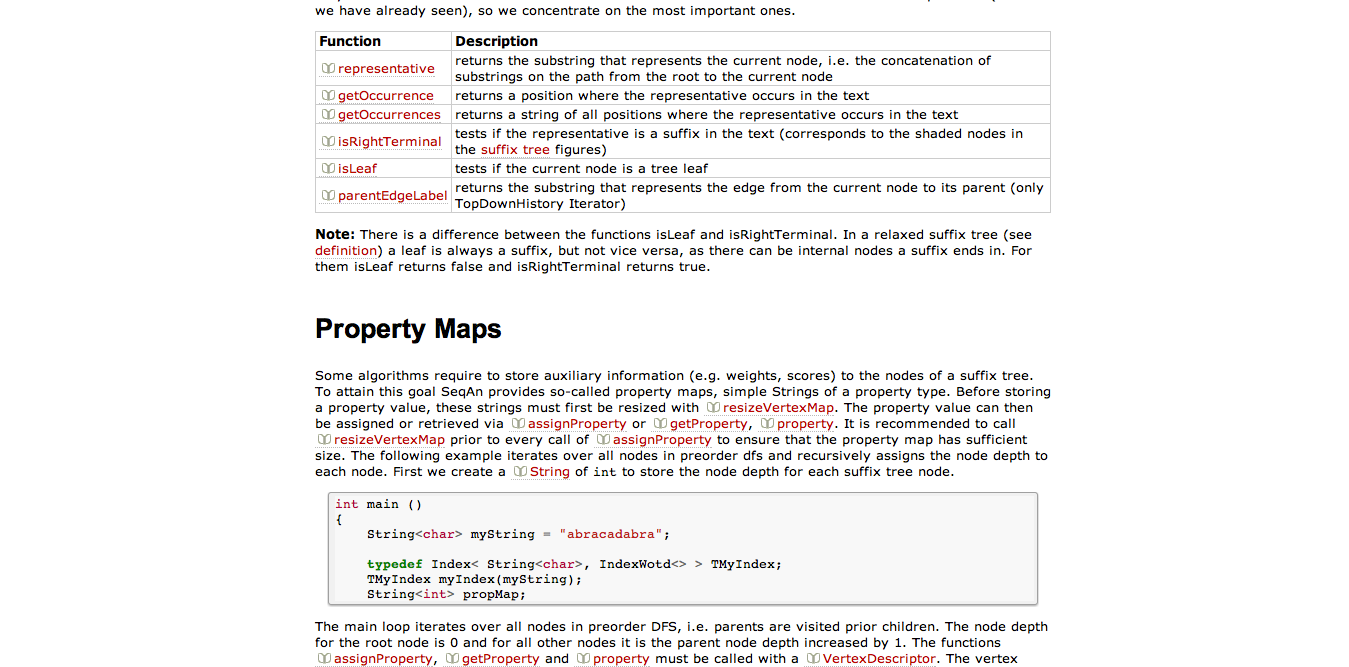 we have already seen), so we concentrate on the most important ones.
Function Description
representative returns the substring that represents the current node, i.e. the concatenation of
substrings on the path from the root to the current node
getOccurrence returns a position where the representative occurs in the text
getOccurrences returns a string of all positions where the representative occurs in the text
isRightTerminal tests if the representative is a suffix in the text (corresponds to the shaded nodes in
the suffix tree figures)
isLeaf tests if the current node is a tree leaf
parentEdgeLabel returns the substring that represents the edge from the current node to its parent (only
TopDownHistory Iterator)
Note: There is a difference between the functions isLeaf and isRightTerminal. In a relaxed suffix tree (see
definition) a leaf is always a suffix, but not vice versa, as there can be internal nodes a suffix ends in. For
them isLeaf returns false and isRightTerminal returns true.
Property Maps
Some algorithms require to store auxiliary information (e.g. weights, scores) to the nodes of a suffix tree.
To attain this goal SeqAn provides so-called property maps, simple Strings of a property type. Before storing
a property value, these strings must first be resized with resizeVertexMap. The property value can then
be assigned or retrieved via assignProperty or getProperty, property. It is recommended to call
resizeVertexMap prior to every call of assignProperty to ensure that the property map has sufficient
size. The following example iterates over all nodes in preorder dfs and recursively assigns the node depth to
each node. First we create a String of int to store the node depth for each suffix tree node.
int main ()
{
String<char> myString = "abracadabra";
typedef Index< String<char>, IndexWotd<> > TMyIndex;
TMyIndex myIndex(myString);
String<int> propMap;
The main loop iterates over all nodes in preorder DFS, i.e. parents are visited prior children. The node depth
for the root node is 0 and for all other nodes it is the parent node depth increased by 1. The functions
assignProperty, getProperty and property must be called with a VertexDescriptor. The vertex